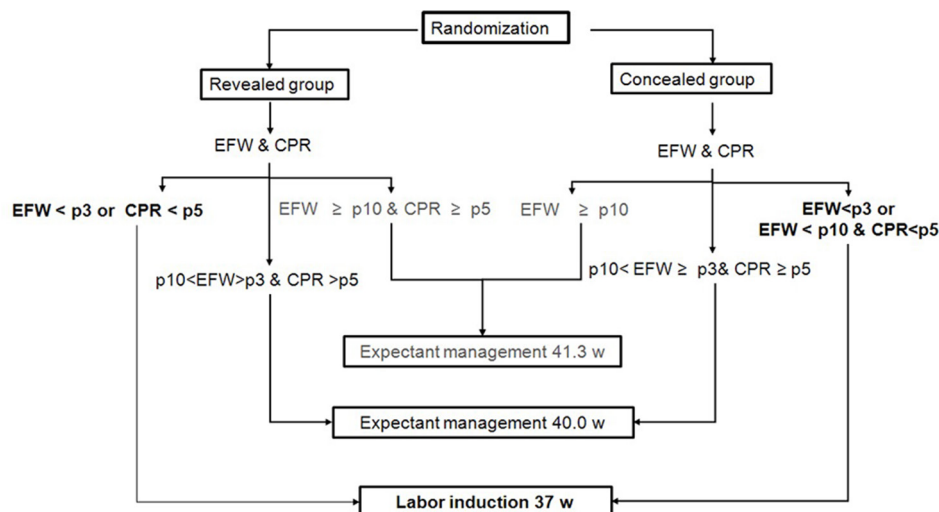 Randomization
Revealed group
Concealed group
EFW & CPR
EFW & CPR
EFW < p3 or CPR < p5
EFW ≥ p10 & CPR ≥ p5
EFW ≥ p10
EFW<p3 or
EFW < p10 & CPR<p5
p10<EFW>p3 & CPR >p5
p10< EFW ≥ p3& CPR ≥ p5
Expectant management 41.3 w
Expectant management 40.0 w
Labor induction 37 w